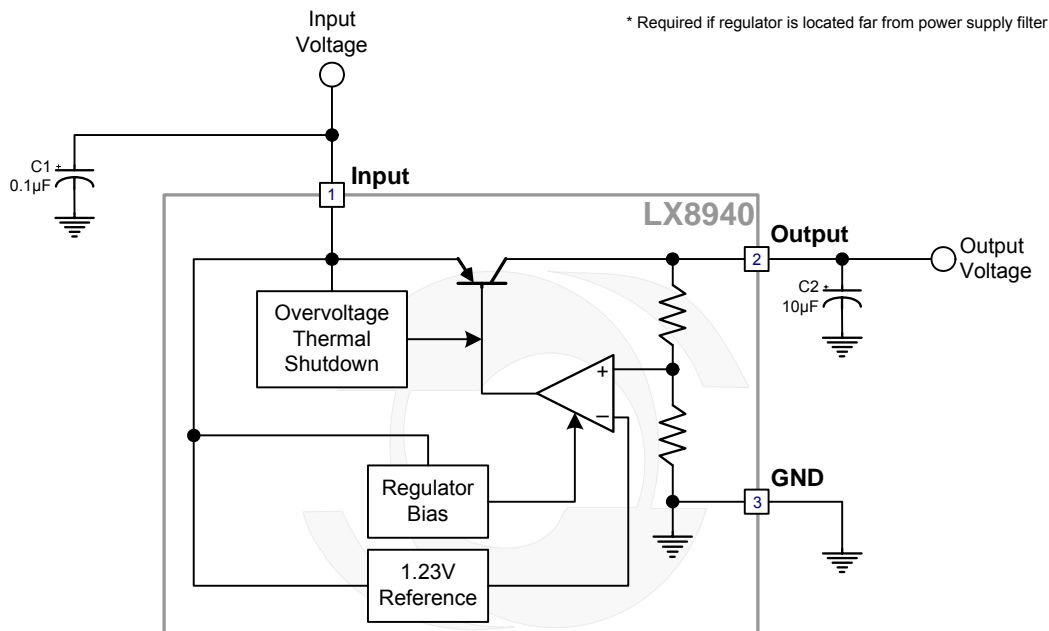 * Required if regulator is located far from power supply filter
Input
Voltage
C1
+
0.1µF
1
Input
LX8940
Output
2
Output
Voltage
C2
+
10µF
Overvoltage
Thermal
Shutdown
+
−
Regulator
Bias
GND
3
1.23V
Reference